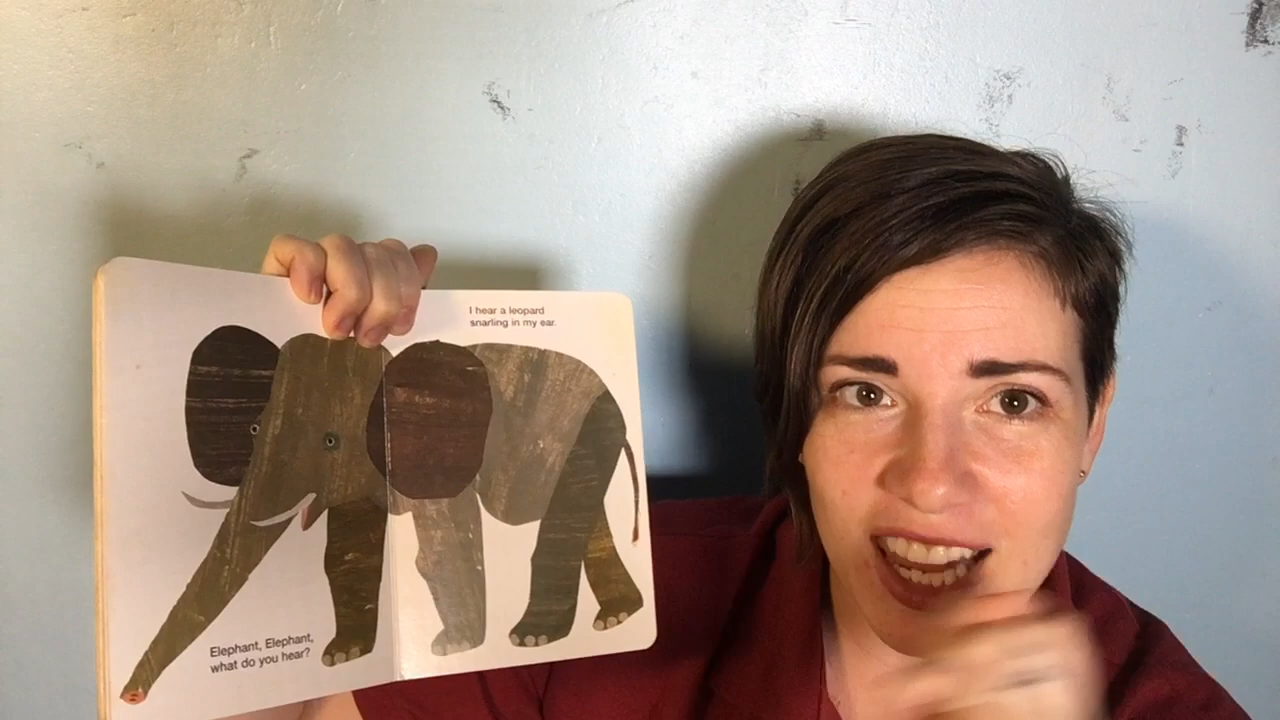 Elephant, Elephant,
what do you hear?
I hear a leopard
snarling in my ear.